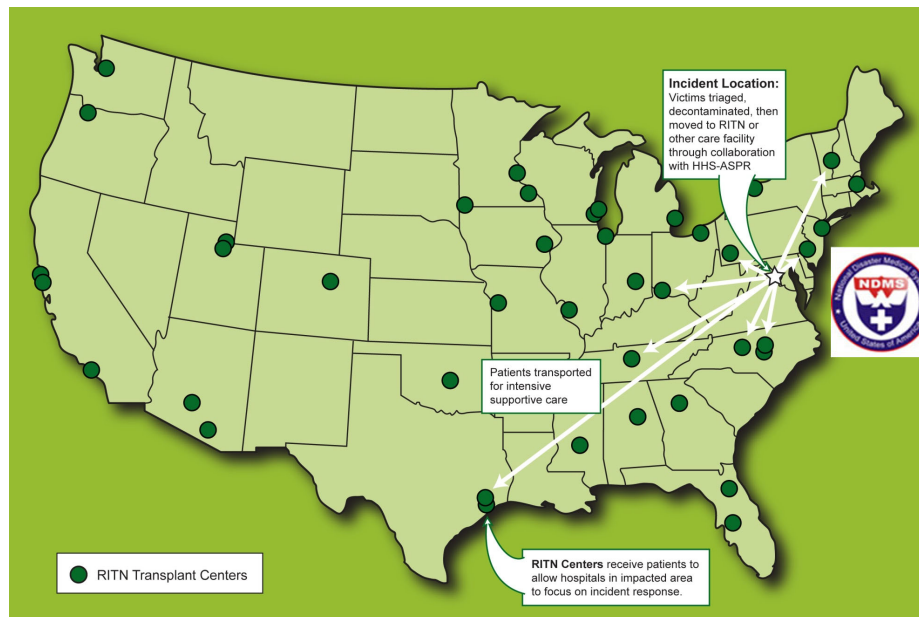 Incident Location:
Victims triaged,
decontaminated, then
moved to RITN or
other care facility
through collaboration
with HHS-ASPR
National Disaster Medical Sy
NDMS
United States of America
Patients transported
for intensive
supportive care
RITN Centers receive patients to
allow hospitals in impacted area
to focus on incident response.
RITN Transplant Centers